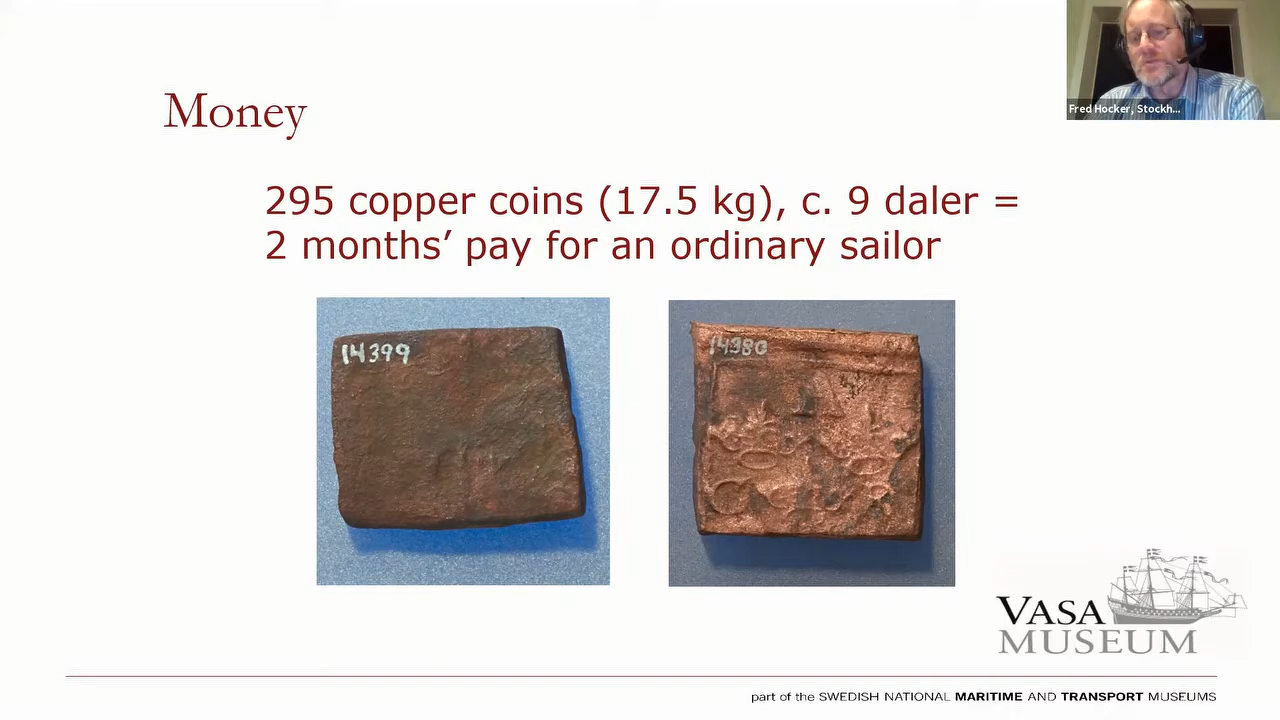 Money
Fred Hocker, Stockh...
295 copper coins (17.5 kg), c. 9 daler =
2 months’ pay for an ordinary sailor
14399
14380
VASA
MUSEUM
part of the SWEDISH NATIONAL MARITIME AND TRANSPORT MUSEUMS